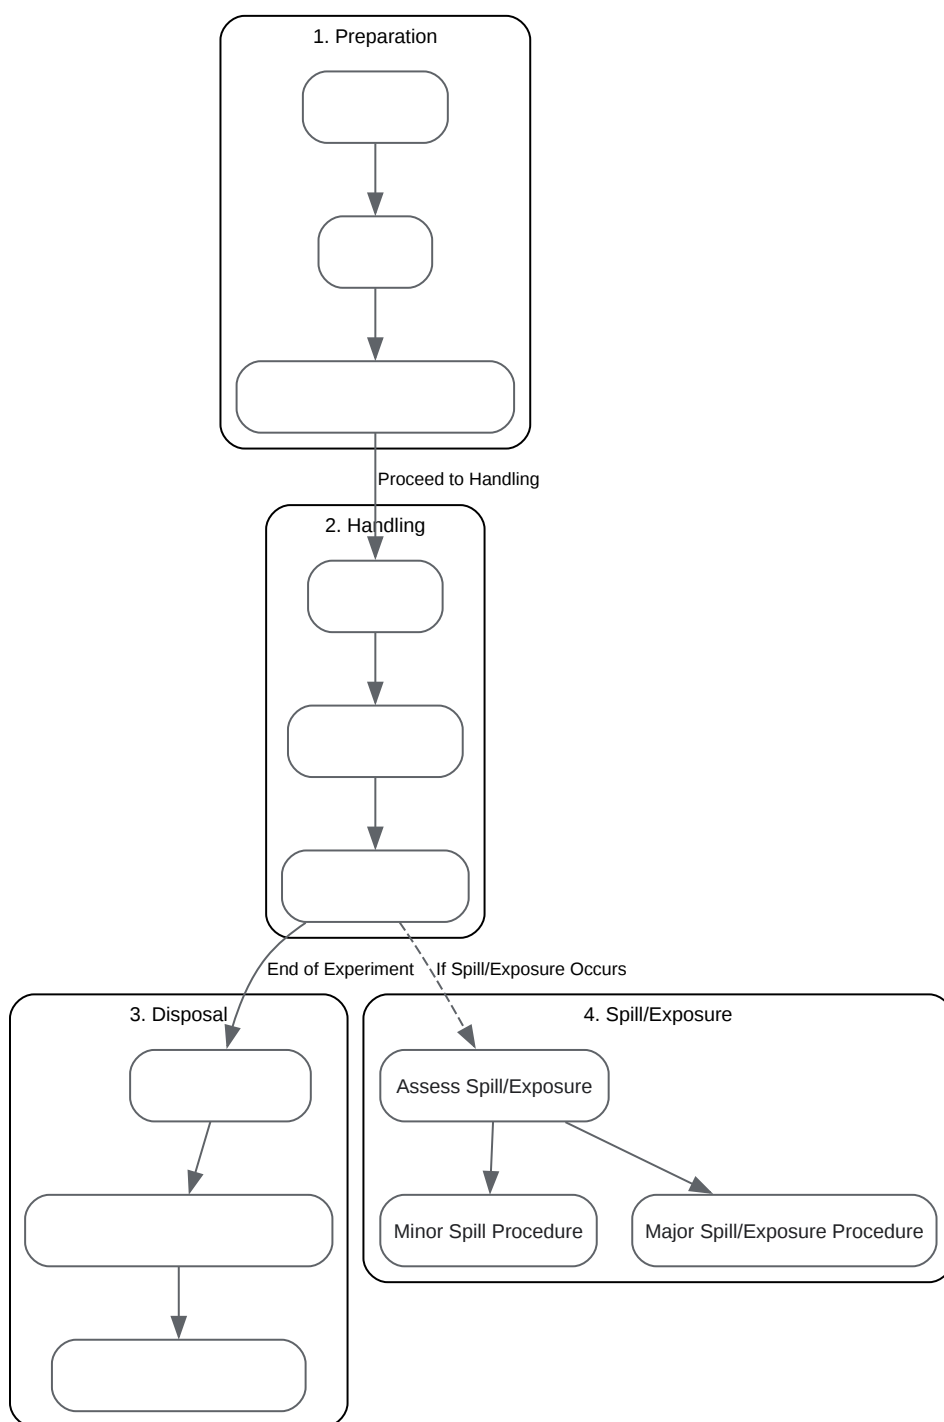 1. Preparation
Proceed to Handling
2. Handling
End of Experiment
If Spill/Exposure Occurs
3. Disposal
4. Spill/Exposure
Assess Spill/Exposure
Minor Spill Procedure
Major Spill/Exposure Procedure